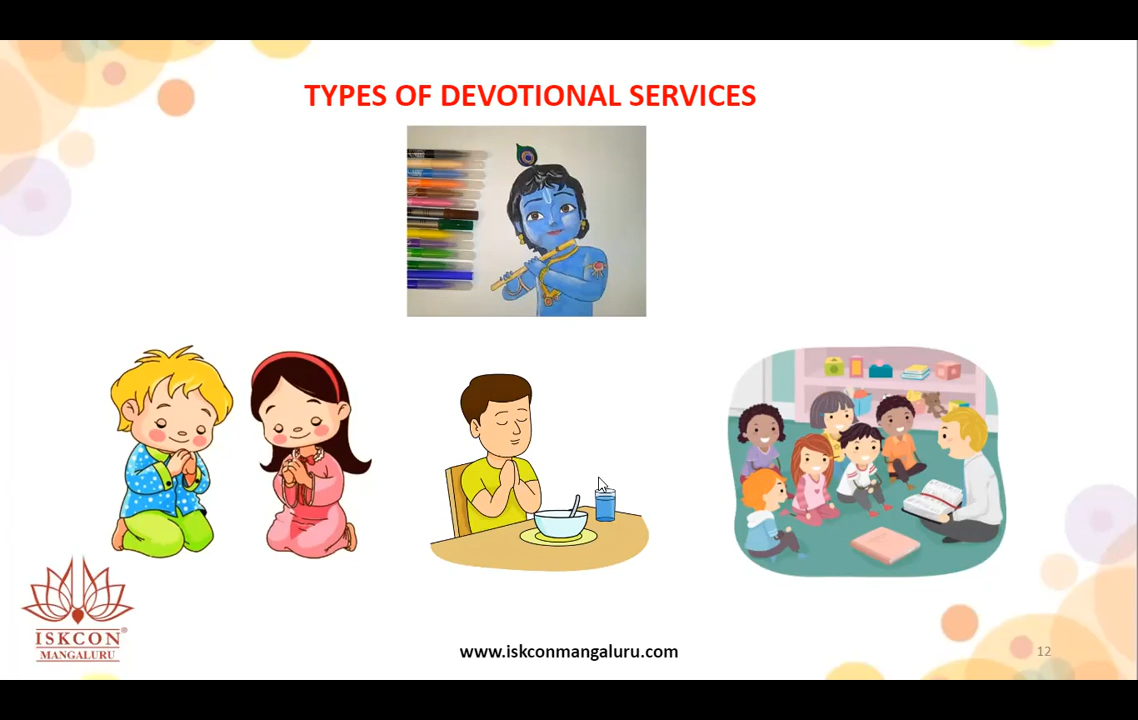 TYPES OF DEVOTIONAL SERVICES
ISKCON®
MANGALURU
www.iskconmangaluru.com
12